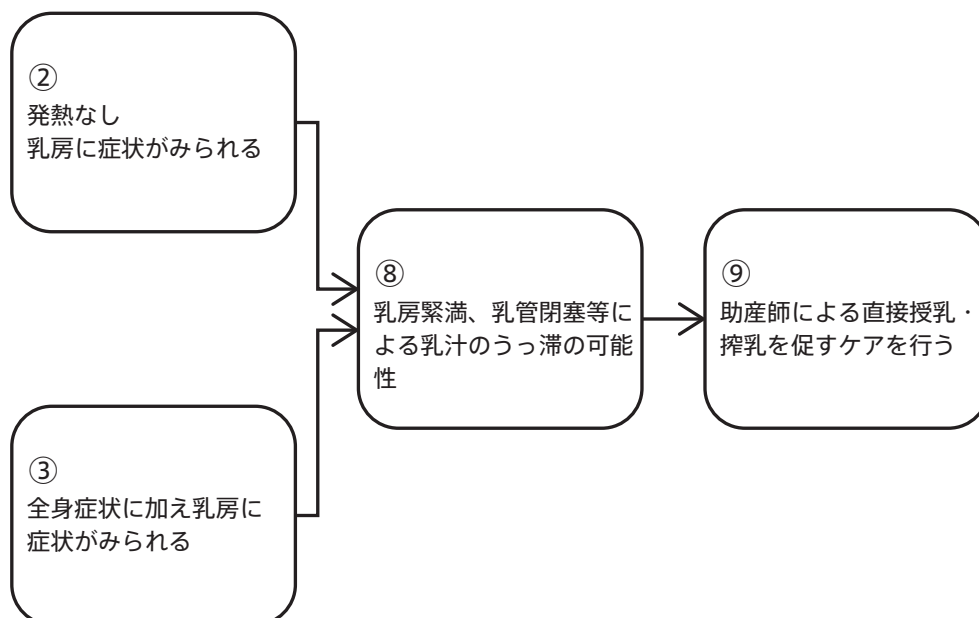 ②
発熱なし
乳房に症状がみられる
⑧
乳房緊満、乳管閉塞等に
よる乳汁のうっ滞の可能
性
⑨
助産師による直接授乳・
搾乳を促すケアを行う
③
全身症状に加え乳房に
症状がみられる